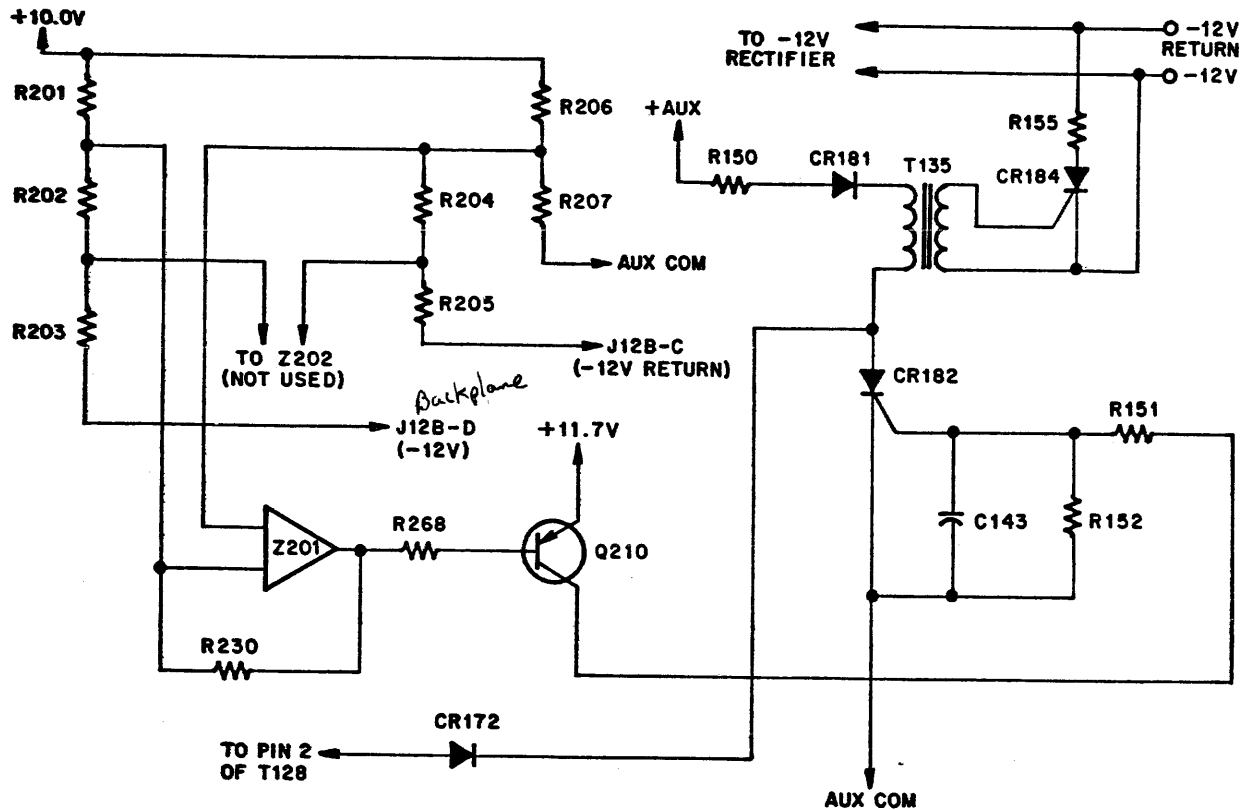 +10.0V
R201
R202
R203
R206
R204
R207
AUX COM
R205
TO Z202
(NOT USED)
J12B-C
(-12V RETURN)
Backplane
J12B-D
(-12V)
+11.7V
Z201
R268
Q210
R230
CR172
TO PIN 2
OF T128
TO -12V
RECTIFIER
-12V
RETURN
-12V
+AUX
R150
CR181
T135
R155
CR184
CR182
R151
C143
R152
AUX COM